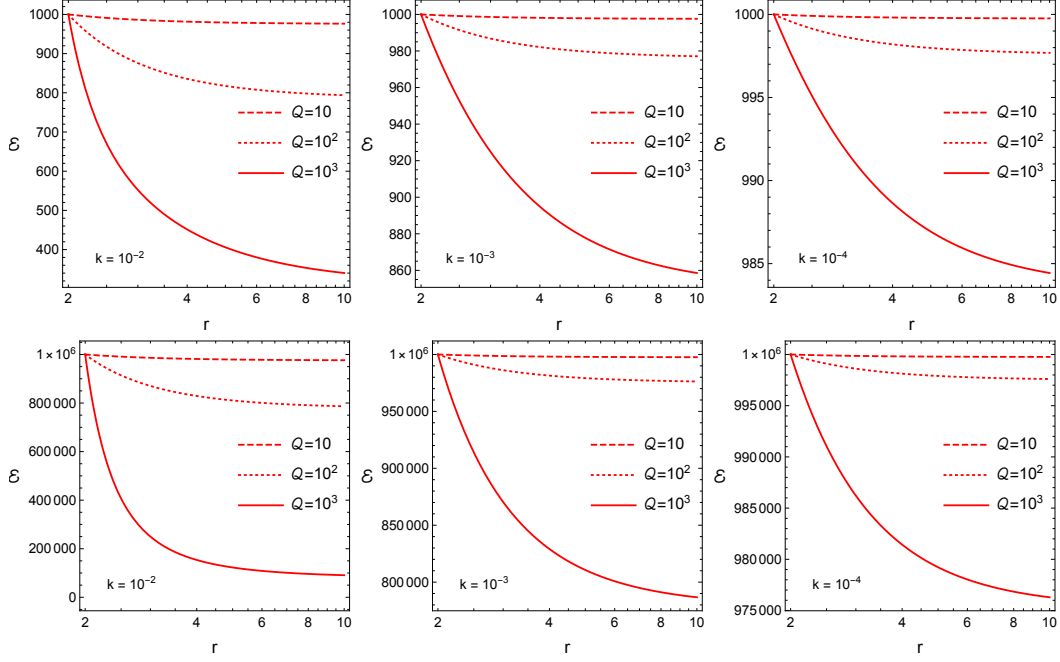 1000
900
800
700
600
500
400
ℰ
Q=10
Q=10²
Q=10³
k = 10⁻²
2 4 6 8 10
r
1000
980
960
940
920
900
880
860
ℰ
Q=10
Q=10²
Q=10³
k = 10⁻³
2 4 6 8 10
r
1000
995
990
985
ℰ
Q=10
Q=10²
Q=10³
k = 10⁻⁴
2 4 6 8 10
r
1 × 10⁶
800 000
600 000
400 000
200 000
0
ℰ
Q=10
Q=10²
Q=10³
k = 10⁻²
2 4 6 8 10
r
1 × 10⁶
950 000
900 000
850 000
800 000
ℰ
Q=10
Q=10²
Q=10³
k = 10⁻³
2 4 6 8 10
r
1 × 10⁶
995 000
990 000
985 000
980 000
975 000
ℰ
Q=10
Q=10²
Q=10³
k = 10⁻⁴
2 4 6 8 10
r